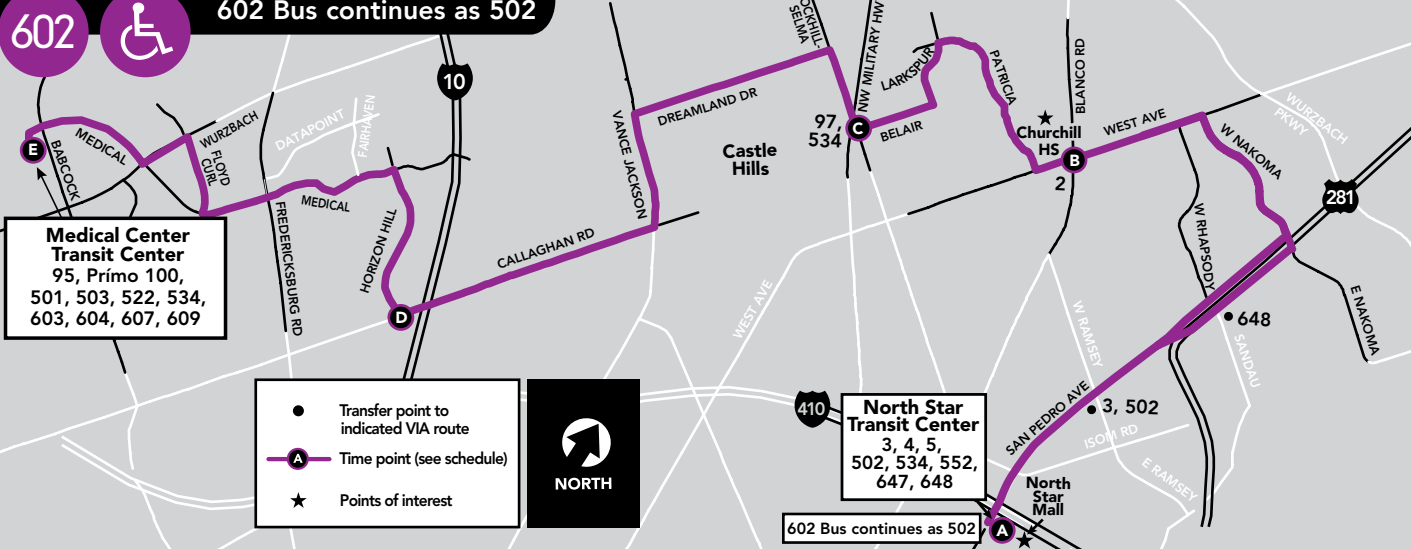 602
602 Bus continues as 502
10
OCKHILL-
SELMA
NW MILITARY HW
LARKSPUR
PATRICIA
BLANCO RD
97,
534
C
BELAIR
Churchill
HS
B
2
WEST AVE
WURZBACH
PKWY
W NAKOMA
281
E
BABCOCK
MEDICAL
WURZBACH
FLOYD
CURL
DATAPOINT
FAIRHAVEN
MEDICAL
FREDERICKSBURG RD
HORIZON HILL
D
CALLAGHAN RD
VANCE JACKSON
DREAMLAND DR
Castle
Hills
Medical Center
Transit Center
95, Prímo 100,
501, 503, 522, 534,
603, 604, 607, 609
WEST AVE
W RAMSEY
W RHAPSODY
648
SANDAU
E NAKOMA
Transfer point to
indicated VIA route
A
Time point (see schedule)
Points of interest
NORTH
410
North Star
Transit Center
3, 4, 5,
502, 534, 552,
647, 648
SAN PEDRO AVE
3, 502
ISOM RD
E RAMSEY
North
Star
Mall
602 Bus continues as 502
A